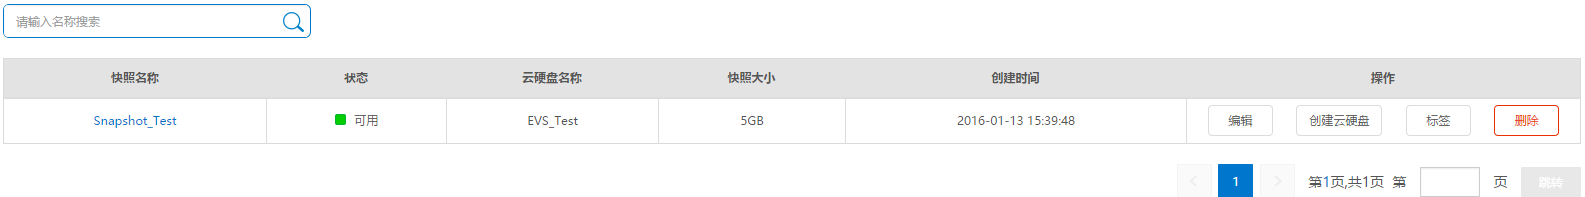 请输入名称搜索
快照名称 状态 云硬盘名称 快照大小 创建时间 操作
Snapshot_Test 可用 EVS_Test 5GB 2016-01-13 15:39:48 编辑 创建云硬盘 标签 删除
1 第1页,共1页 第 页 跳转